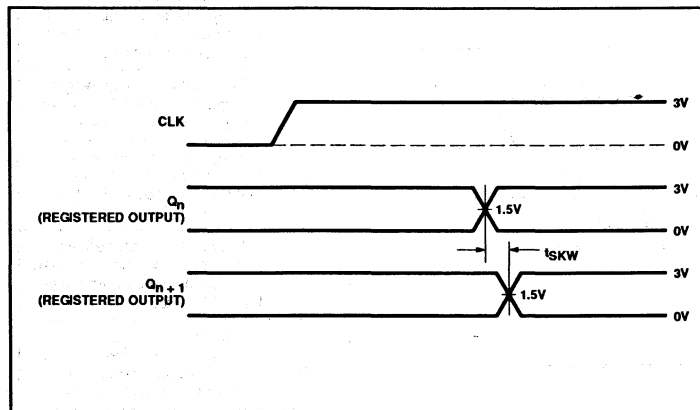 CLK
3V
0V
Qn
(REGISTERED OUTPUT)
1.5V
3V
0V
tSKW
Qn + 1
(REGISTERED OUTPUT)
1.5V
3V
0V